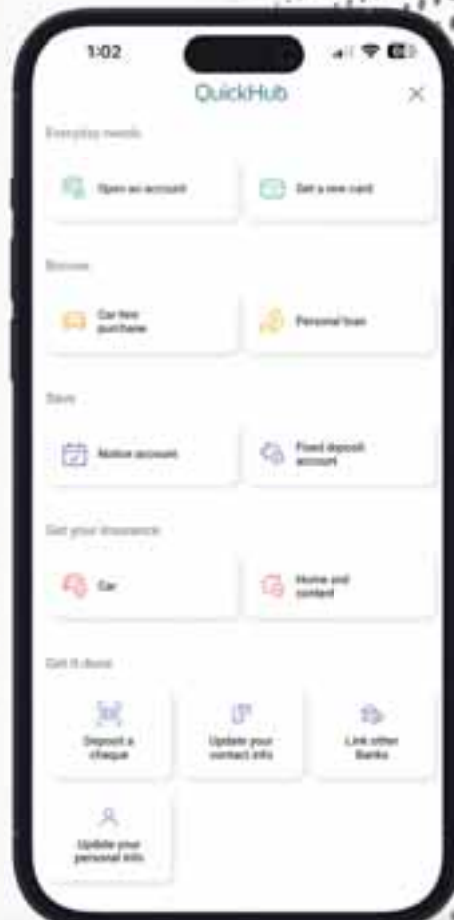 1:02
QuickHub
Everyday needs
Open an account
Get a new card
Borrow
Car hire
purchase
Personal loan
Save
Notice account
Fixed deposit
account
Get your insurance
Car
Home and
content
Get it done
Deposit a
cheque
Update your
contact info
Link other
Banks
Update your
personal info